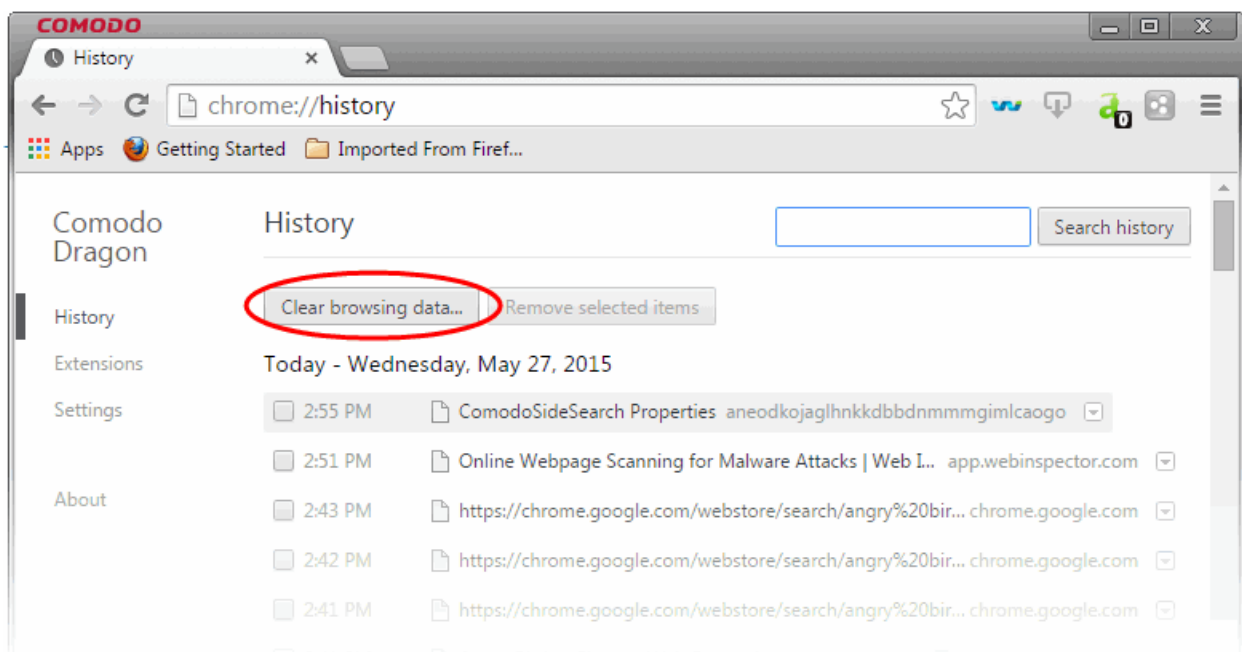 COMODO
History
chrome://history
0
Apps Getting Started Imported From Firef...
Comodo
Dragon
History
Search history
Clear browsing data... Remove selected items
History
Today - Wednesday, May 27, 2015
Extensions
Settings
2:55 PM ComodoSideSearch Properties aneodkojaglhnkkdbbdnmmmgimlcaogo
2:51 PM Online Webpage Scanning for Malware Attacks | Web I... app.webinspector.com
About
2:43 PM https://chrome.google.com/webstore/search/angry%20bir... chrome.google.com
2:42 PM https://chrome.google.com/webstore/search/angry%20bir... chrome.google.com
2:41 PM https://chrome.google.com/webstore/search/angry%20bir... chrome.google.com